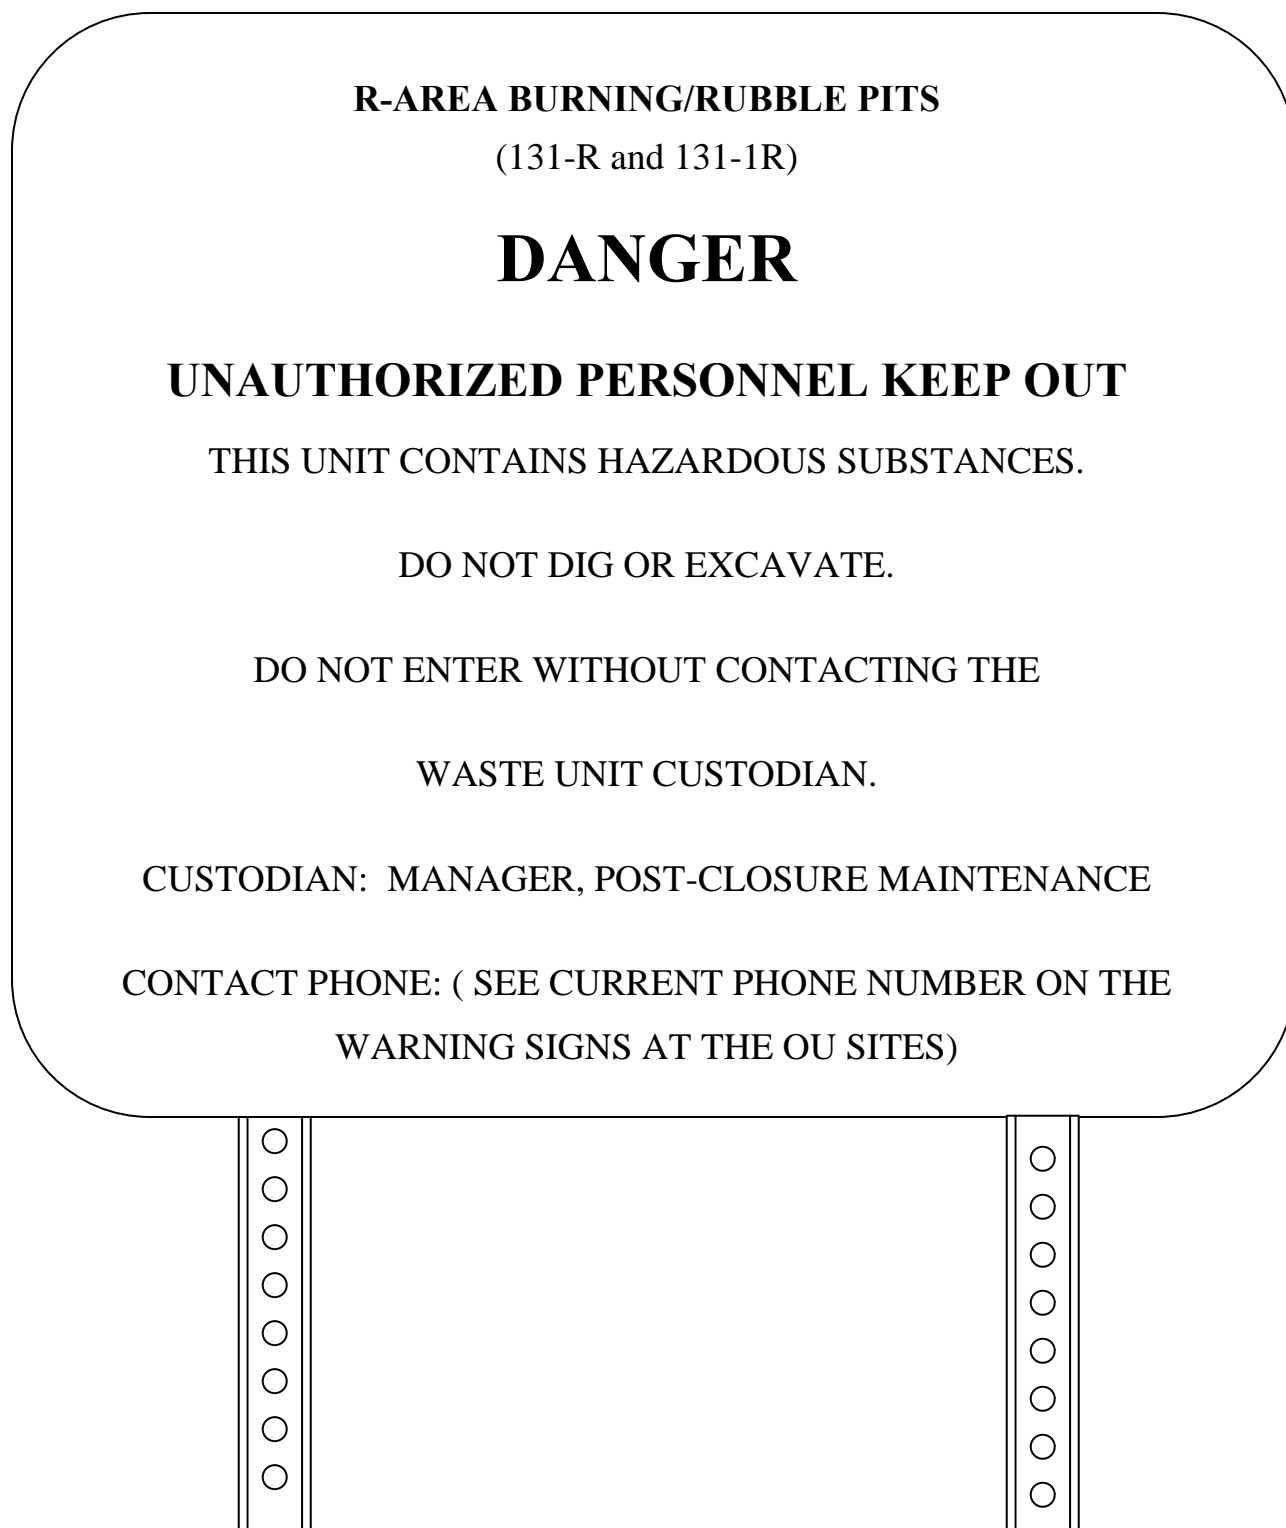 R-AREA BURNING/RUBBLE PITS
(131-R and 131-1R)
DANGER
UNAUTHORIZED PERSONNEL KEEP OUT
THIS UNIT CONTAINS HAZARDOUS SUBSTANCES.
DO NOT DIG OR EXCAVATE.
DO NOT ENTER WITHOUT CONTACTING THE
WASTE UNIT CUSTODIAN.
CUSTODIAN:  MANAGER, POST-CLOSURE MAINTENANCE
CONTACT PHONE: ( SEE CURRENT PHONE NUMBER ON THE
WARNING SIGNS AT THE OU SITES)